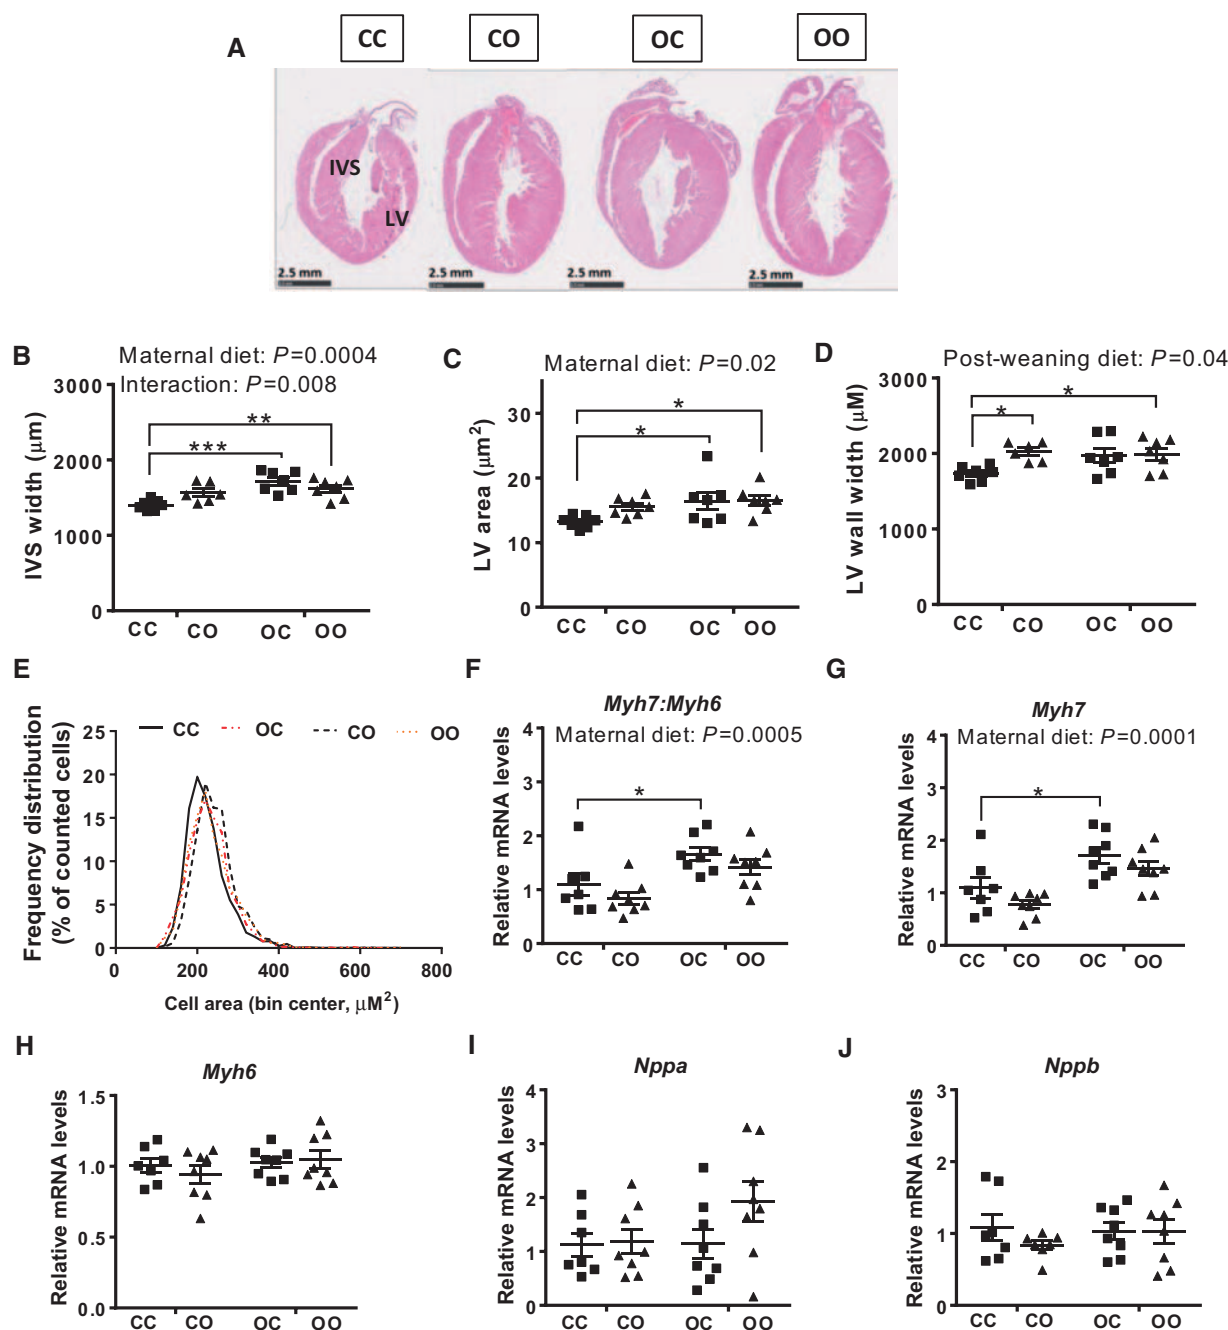 A
CC
CO
OC
OO
IVS
LV
2.5 mm
2.5 mm
2.5 mm
2.5 mm
B
Maternal diet: P=0.0004
Interaction: P=0.008
IVS width (μm)
3000
2000
1000
0
**
***
CC
CO
OC
OO
C
Maternal diet: P=0.02
LV area (μm²)
30
20
10
0
*
*
CC
CO
OC
OO
D
Post-weaning diet: P=0.04
LV wall width (μM)
3000
2000
1000
0
*
*
CC
CO
OC
OO
E
Frequency distribution
(% of counted cells)
25
20
15
10
5
0
CC
OC
CO
OO
0
200
400
600
800
Cell area (bin center, μM²)
F
Myh7:Myh6
Maternal diet: P=0.0005
Relative mRNA levels
4
3
2
1
0
*
CC
CO
OC
OO
G
Myh7
Maternal diet: P=0.0001
Relative mRNA levels
4
3
2
1
0
*
CC
CO
OC
OO
H
Myh6
Relative mRNA levels
1.5
1.0
0.5
0.0
CC
CO
OC
OO
I
Nppa
Relative mRNA levels
4
3
2
1
0
CC
CO
OC
OO
J
Nppb
Relative mRNA levels
3
2
1
0
CC
CO
OC
OO